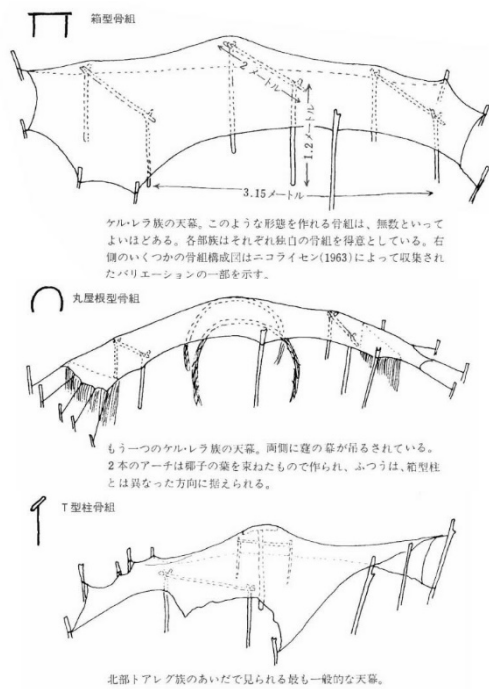 箱型骨組
2メートル
1.2メートル
3.15メートル
ケル・レラ族の天幕。このような形態を作れる骨組は、無数といって
よいほどある。各部族はそれぞれ独自の骨組を得意としている。右
側のいくつかの骨組構成図はニコライセン(1963)によって収集され
たバリエーションの一部を示す。
丸屋根型骨組
もう一つのケル・レラ族の天幕。両側に筵の幕が吊るされている。
2本のアーチは椰子の葉を束ねたもので作られ、ふつうは、箱型柱
とは異なった方向に据えられる。
T型柱骨組
北部トアレグ族のあいだで見られる最も一般的な天幕。